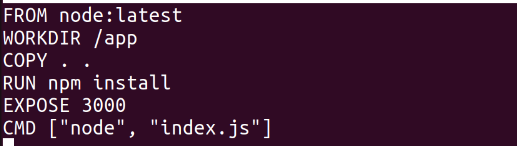 FROM node:latest
WORKDIR /app
COPY . .
RUN npm install
EXPOSE 3000
CMD ["node", "index.js"]